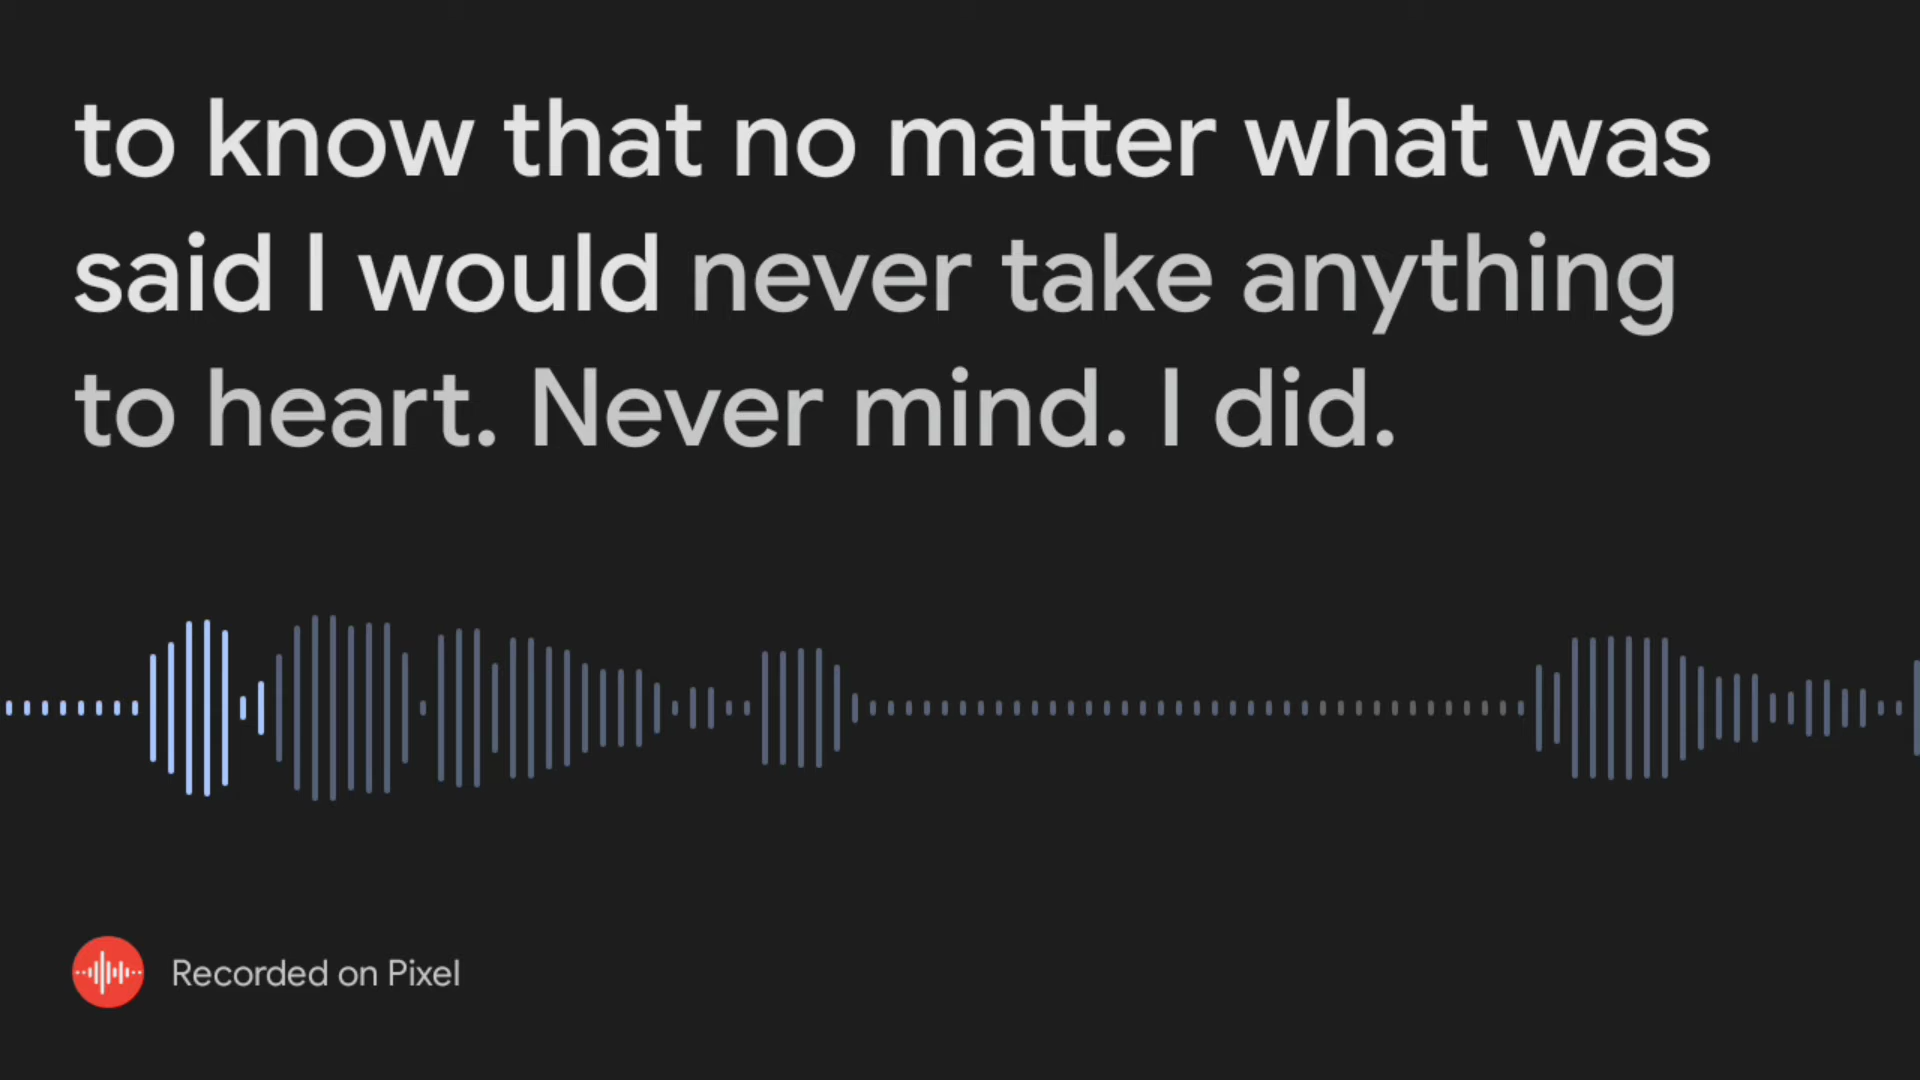 to know that no matter what was
said I would never take anything
to heart. Never mind. I did.
Recorded on Pixel